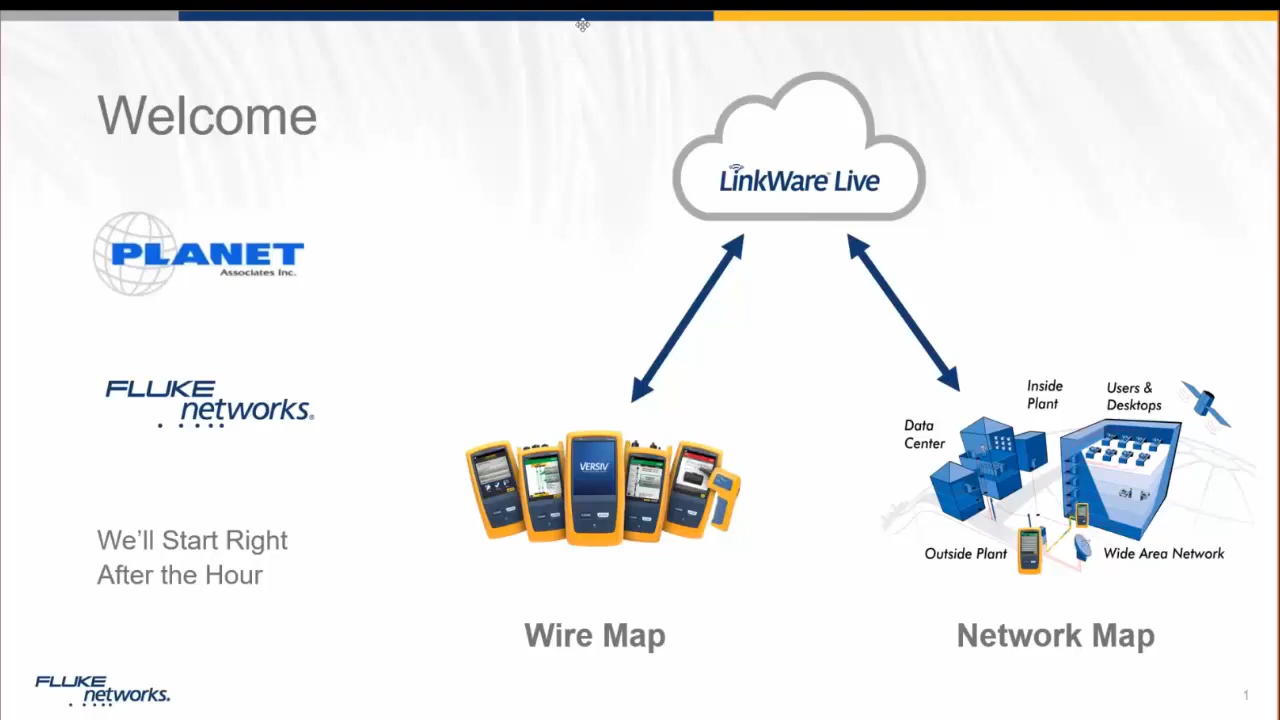 Welcome
PLANET
Associates Inc.
FLUKE
networks®
We'll Start Right
After the Hour
LinkWare™ Live
VERSIV
Wire Map
Data
Center
Inside
Plant
Users &
Desktops
Outside Plant
Wide Area Network
Network Map
FLUKE
networks.
1